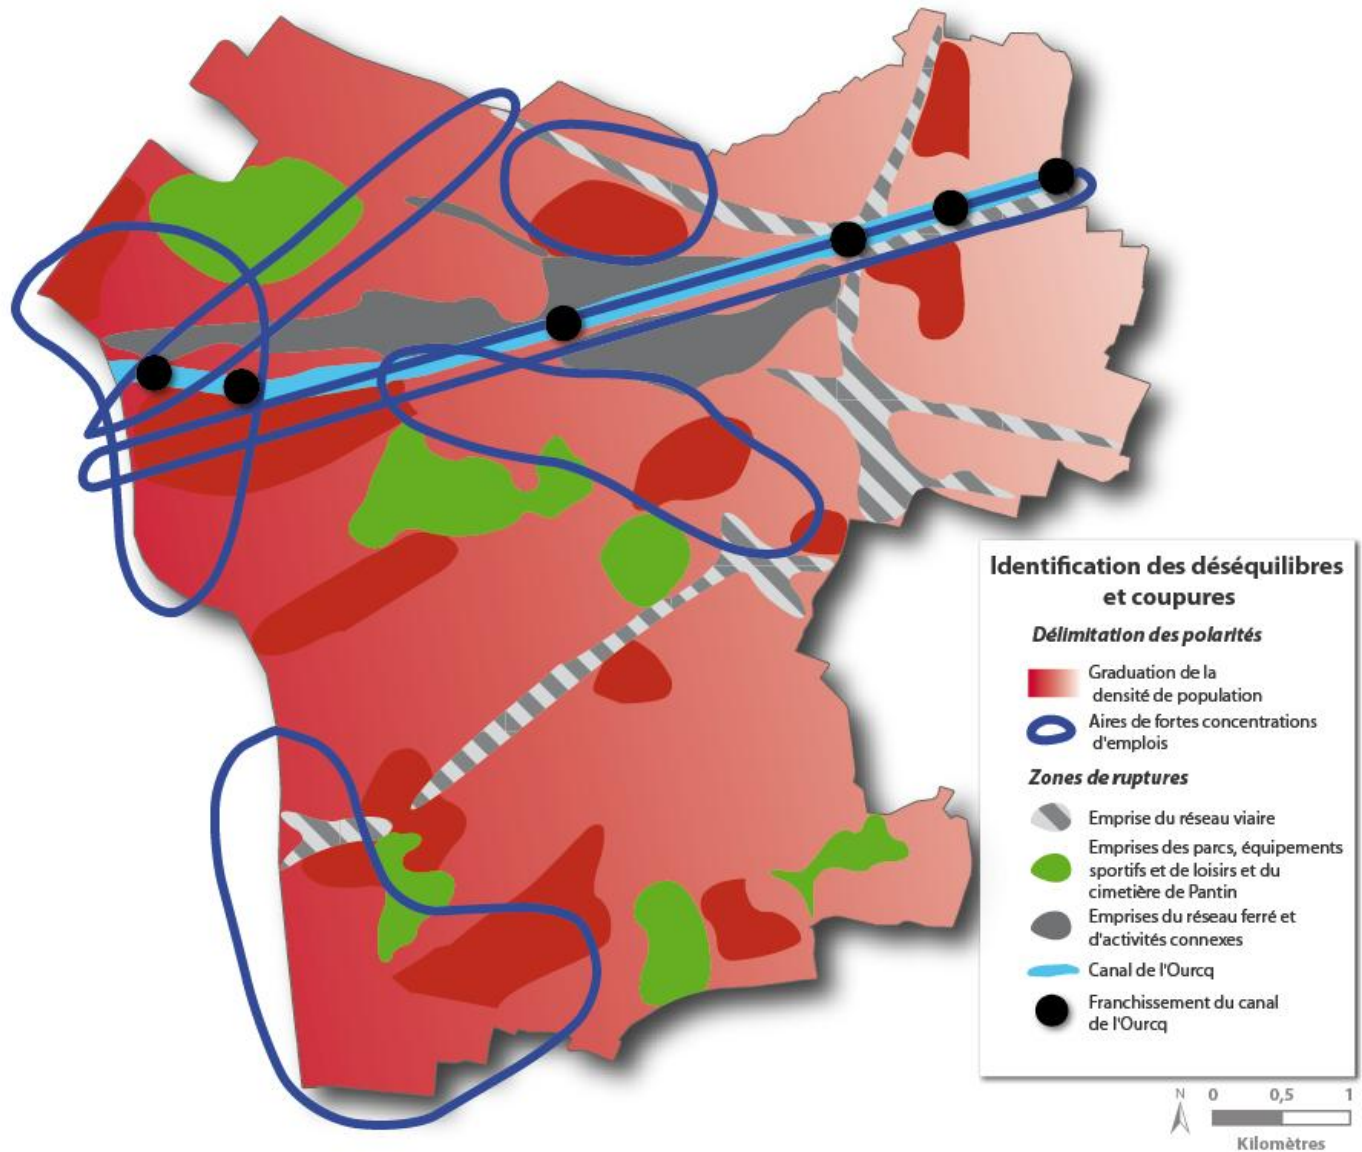 Identification des déséquilibres
et coupures
Délimitation des polarités
Graduation de la
densité de population
Aires de fortes concentrations
d'emplois
Zones de ruptures
Emprise du réseau viaire
Emprises des parcs, équipements
sportifs et de loisirs et du
cimetière de Pantin
Emprises du réseau ferré et
d'activités connexes
Canal de l'Ourcq
Franchissement du canal
de l'Ourcq
N 0 0,5 1
Kilomètres